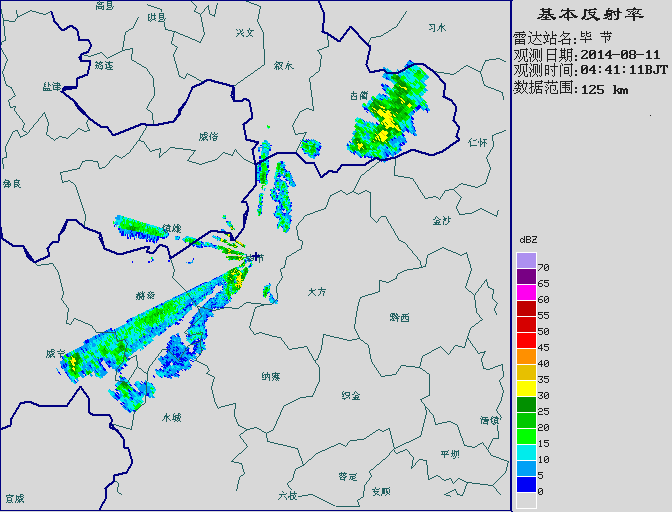 基本反射率
雷达站名:毕 节
观测日期:2014-08-11
观测时间:04:41:11BJT
数据范围:125 km
高县
珙县
兴文
习水
筠连
叙水
盐津
古蔺
威信
仁怀
彝良
镇雄
金沙
毕节
赫章
大方
黔西
威宁
纳雍
织金
水城
清镇
平坝
普定
六枝
安顺
宣威
dBZ
70
65
60
55
50
45
40
35
30
25
20
15
10
5
0